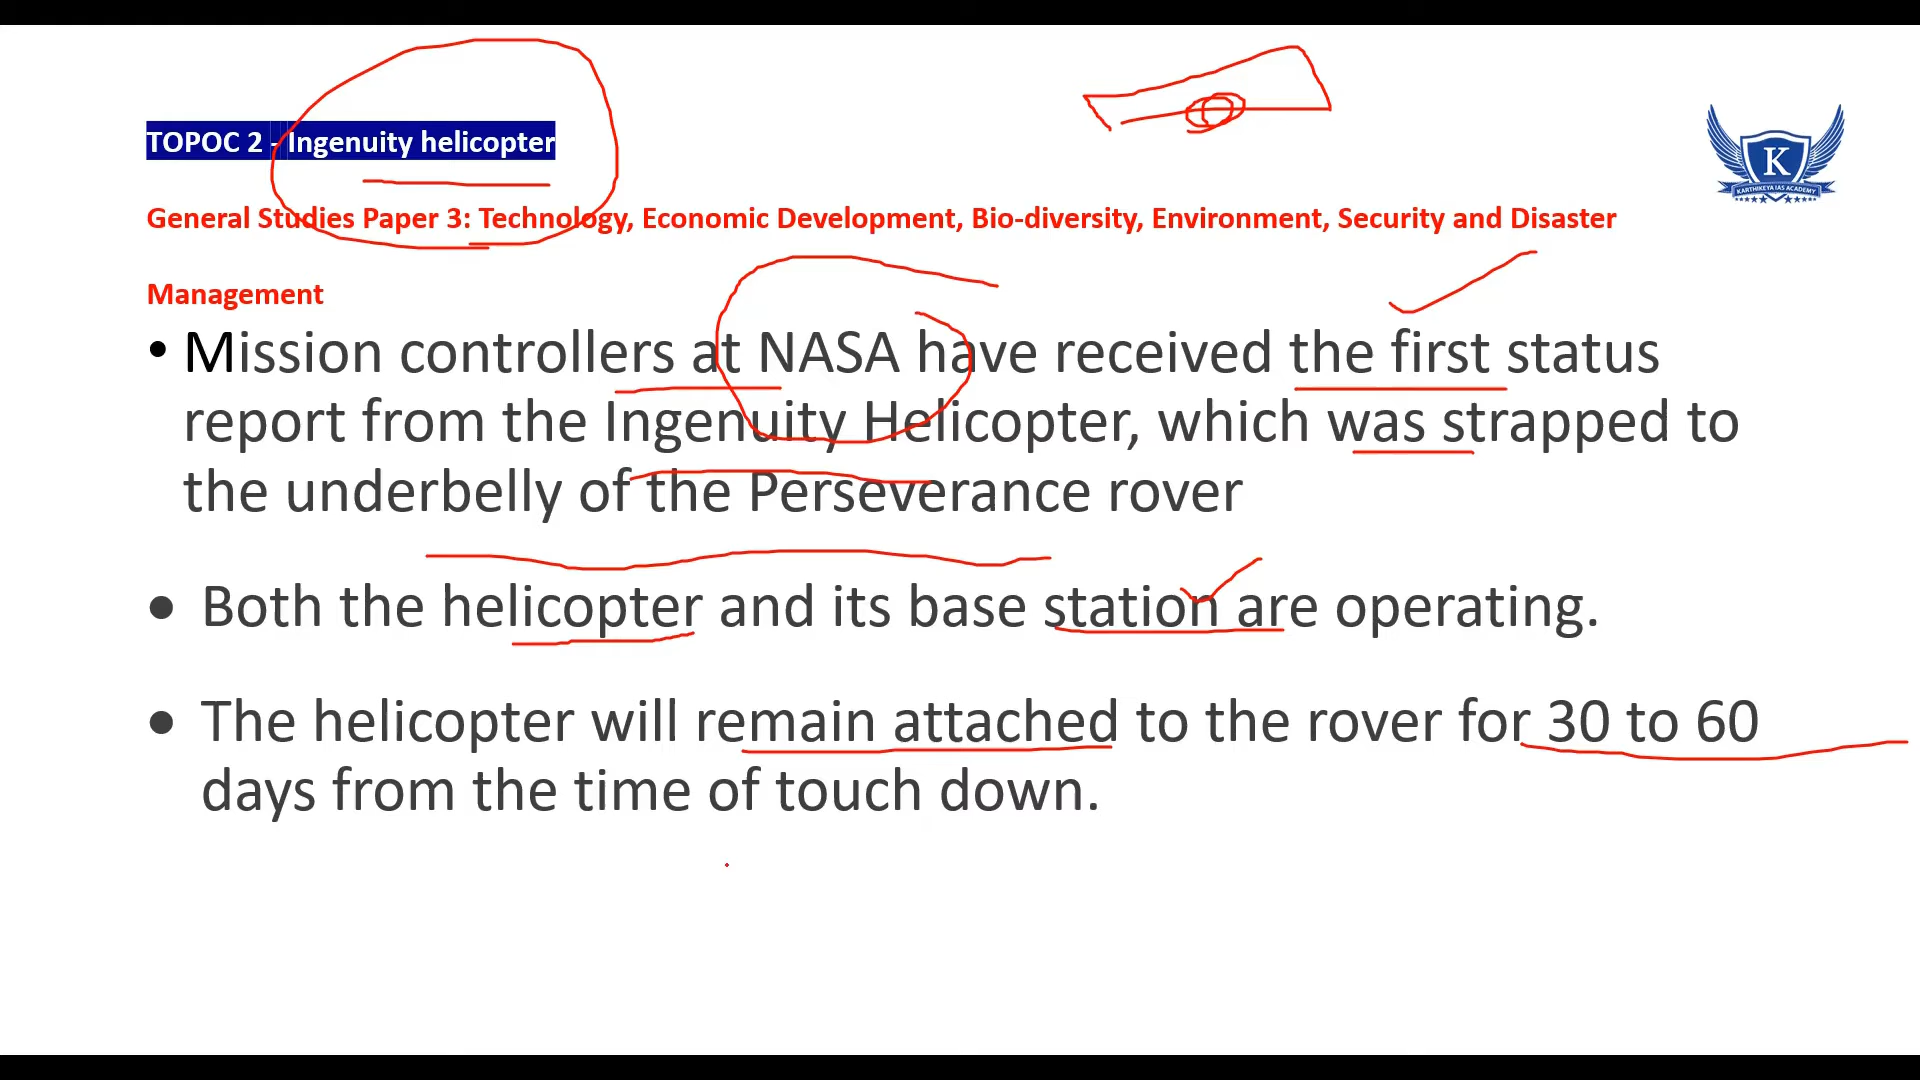 TOPOC 2 - Ingenuity helicopter
K
KARTHIKEYA IAS ACADEMY
General Studies Paper 3: Technology, Economic Development, Bio-diversity, Environment, Security and Disaster
Management
• Mission controllers at NASA have received the first status
report from the Ingenuity Helicopter, which was strapped to
the underbelly of the Perseverance rover
• Both the helicopter and its base station are operating.
• The helicopter will remain attached to the rover for 30 to 60
days from the time of touch down.